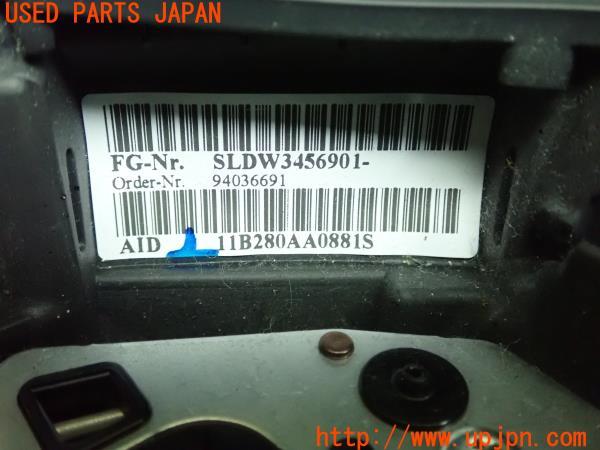 USED PARTS JAPAN
FG-Nr. SLDW3456901-
Order-Nr. 94036691
AID 11B280AA0881S
http://www.upjpn.com